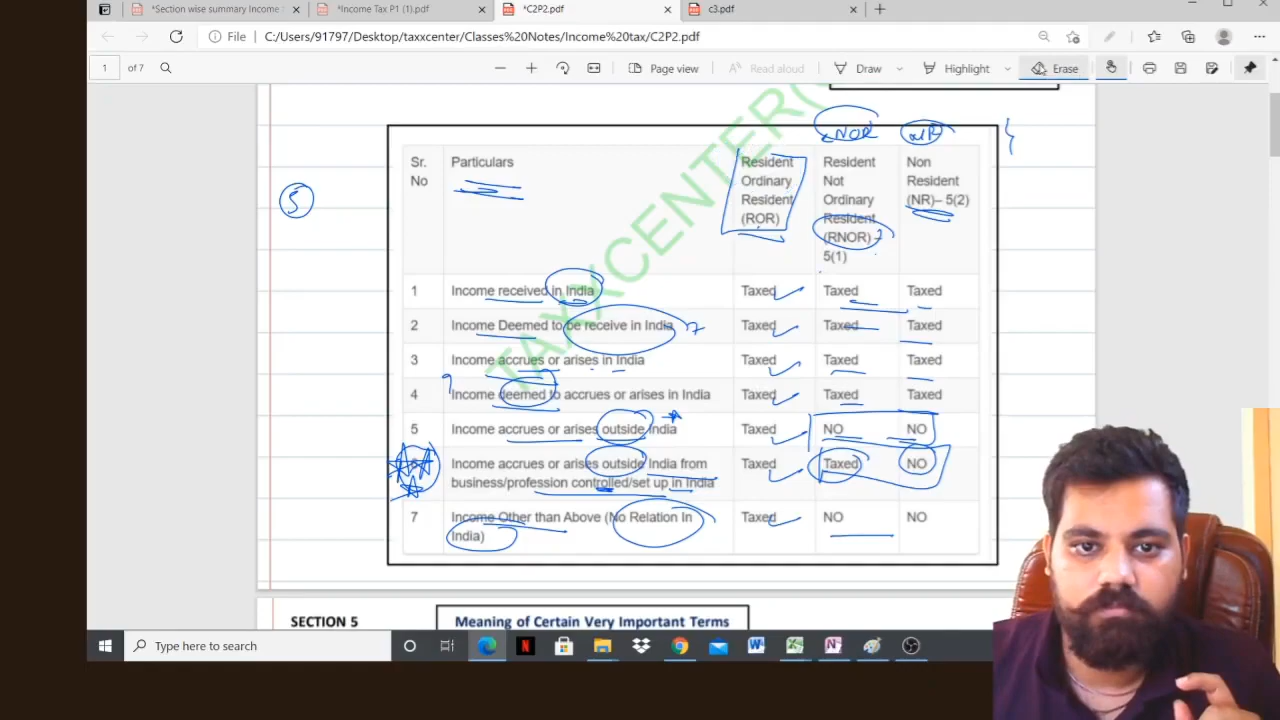 *Section wise summary Income
*Income Tax P1 (1).pdf
*C2P2.pdf
c3.pdf
File
C:/Users/91797/Desktop/taxxcenter/Classes%20Notes/Income%20tax/C2P2.pdf
1 of 7
Page view
Read aloud
Draw
Highlight
Erase
TAXXCENTER(
RNOR
NR
5
Sr. No
Particulars
Resident Ordinary Resident (ROR)
Resident Not Ordinary Resident (RNOR) – 5(1)
Non Resident (NR)– 5(2)
1 Income received in India Taxed Taxed Taxed
2 Income Deemed to be receive in India Taxed Taxed Taxed
3 Income accrues or arises in India Taxed Taxed Taxed
4 Income deemed to accrues or arises in India Taxed Taxed Taxed
5 Income accrues or arises outside India Taxed NO NO
Income accrues or arises outside India from Taxed Taxed NO
business/profession controlled/set up in India
7 Income Other than Above (No Relation In Taxed NO NO
India)
SECTION 5 Meaning of Certain Very Important Terms
Type here to search